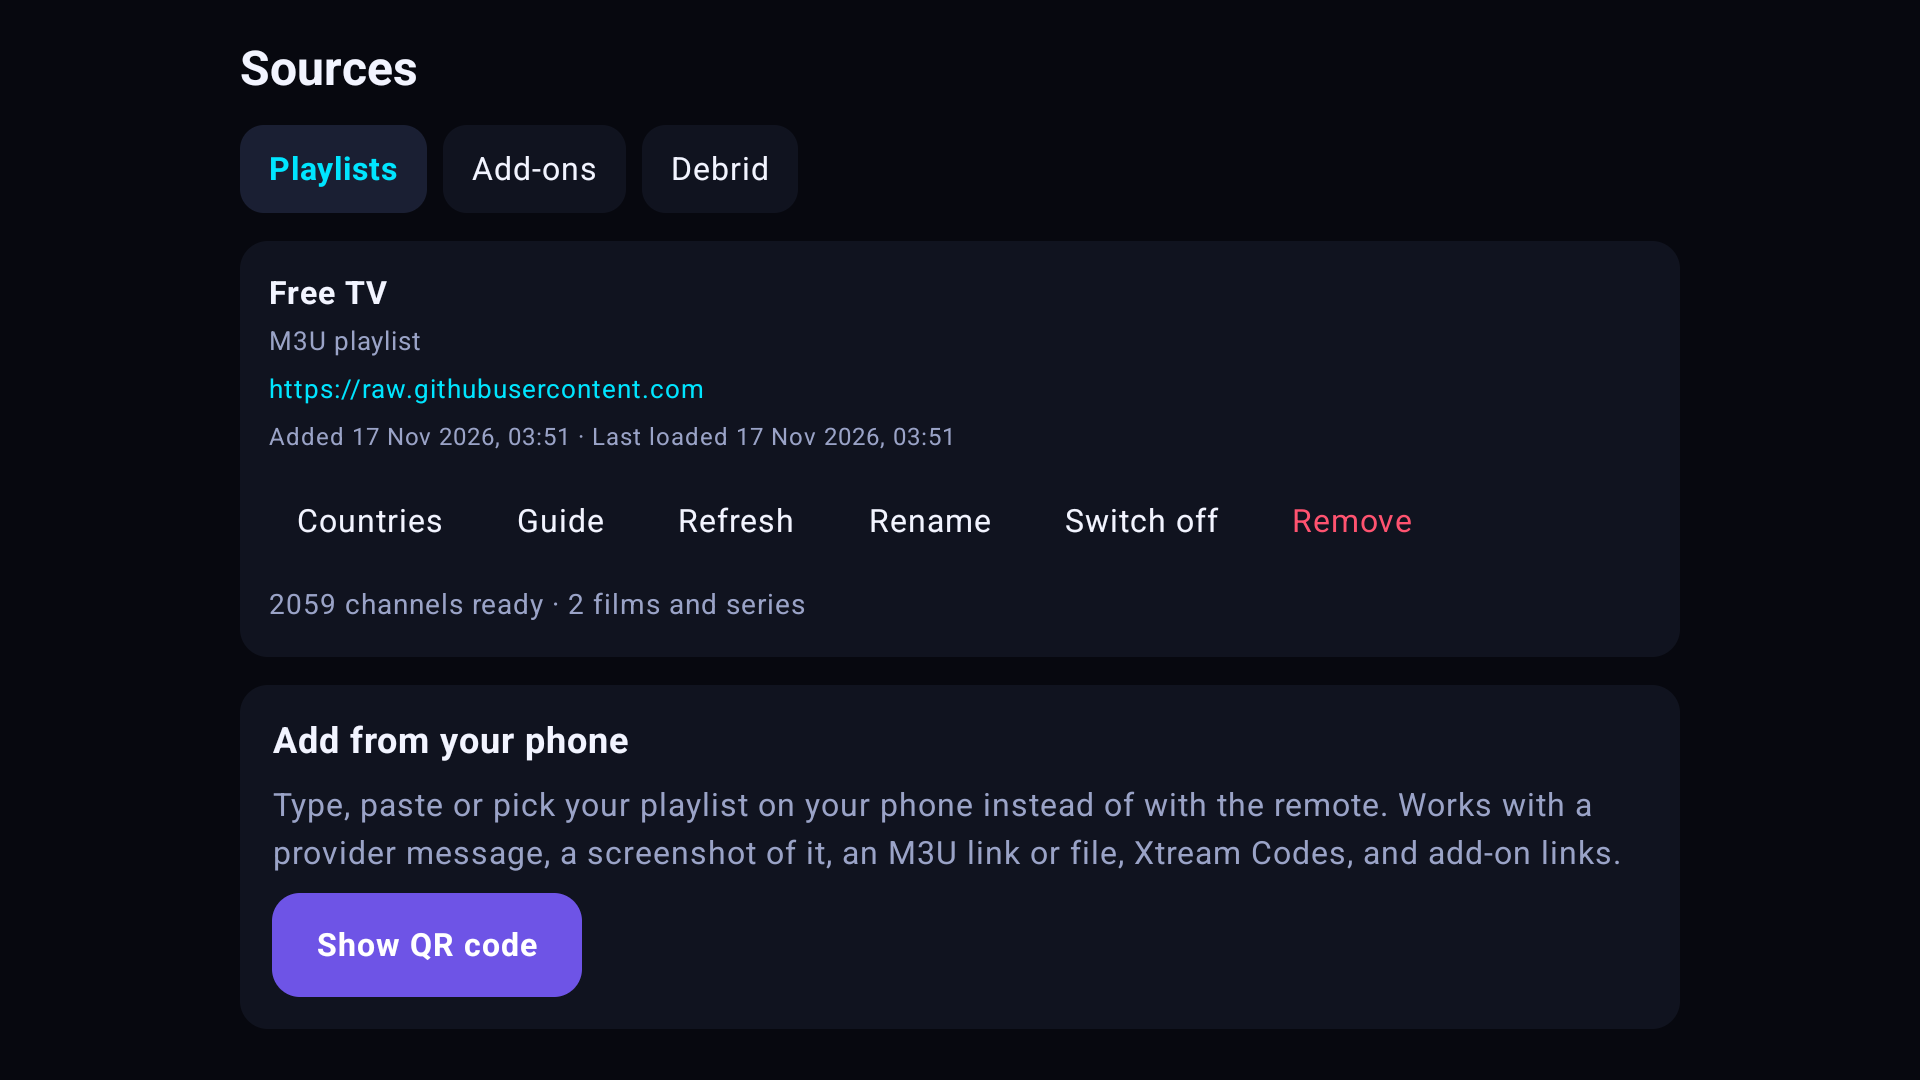 Sources
Playlists Add-ons Debrid
Free TV
M3U playlist
https://raw.githubusercontent.com
Added 17 Nov 2026, 03:51 · Last loaded 17 Nov 2026, 03:51
Countries Guide Refresh Rename Switch off Remove
2059 channels ready · 2 films and series
Add from your phone
Type, paste or pick your playlist on your phone instead of with the remote. Works with a
provider message, a screenshot of it, an M3U link or file, Xtream Codes, and add-on links.
Show QR code